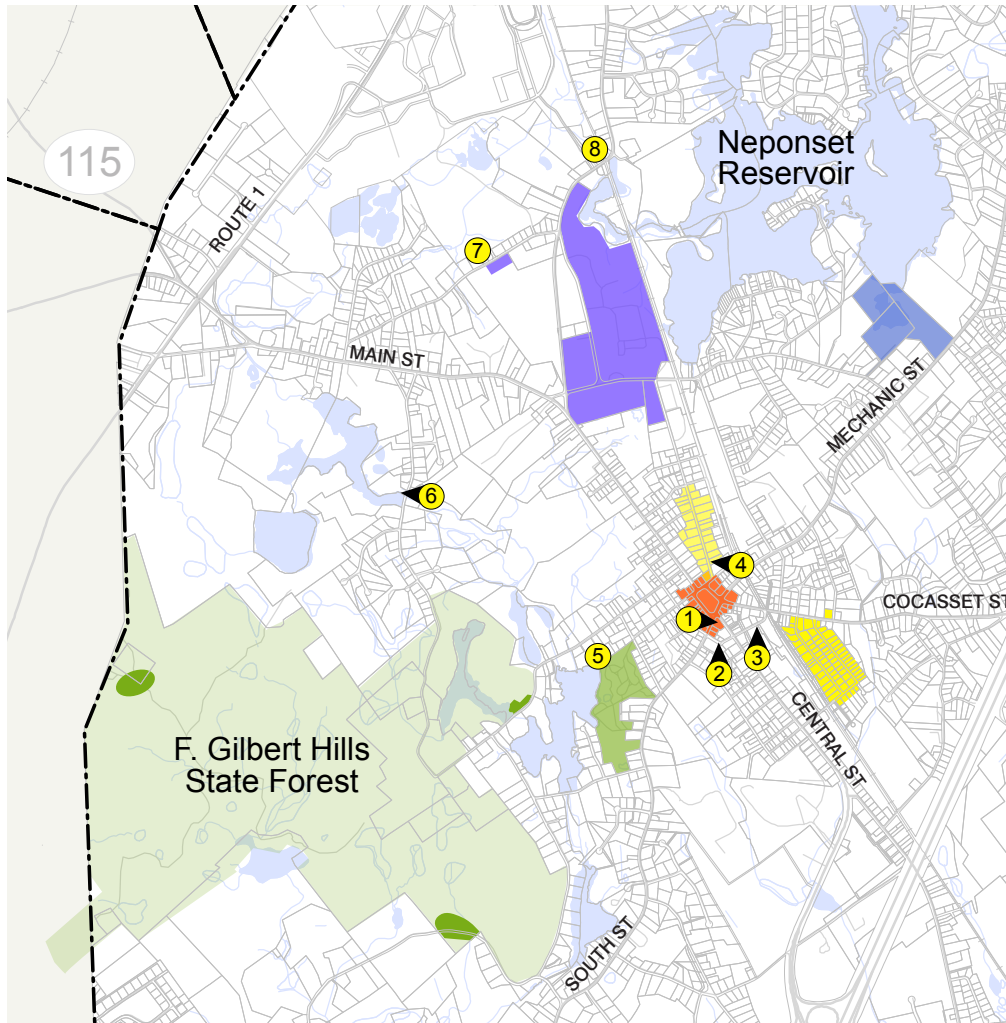 8
Neponset
Reservoir
115
ROUTE 1
7
MAIN ST
MECHANIC ST
6
4
COCASSET ST
1
5
2
3
CENTRAL ST
F. Gilbert Hills
State Forest
SOUTH ST